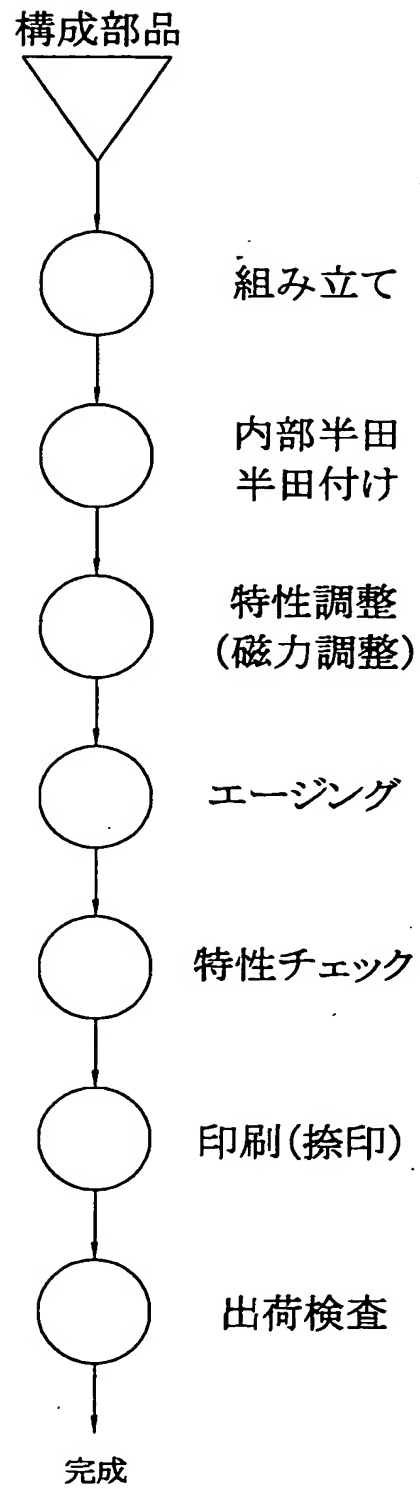 構成部品
組み立て
内部半田
半田付け
特性調整
(磁力調整)
エージング
特性チェック
印刷(捺印)
出荷検査
完成